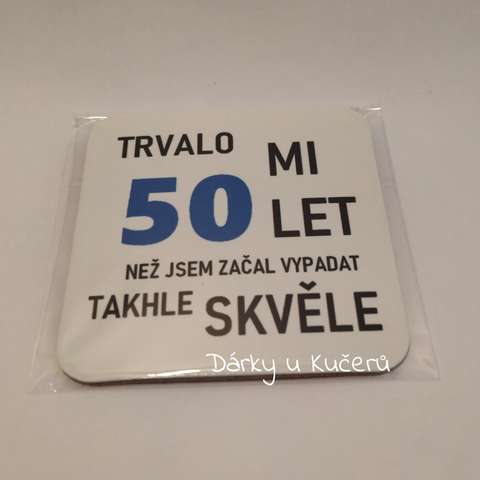 TRVALO MI
50 LET
NEŽ JSEM ZAČAL VYPADAT
TAKHLE SKVĚLE
Dárky u Kučerů